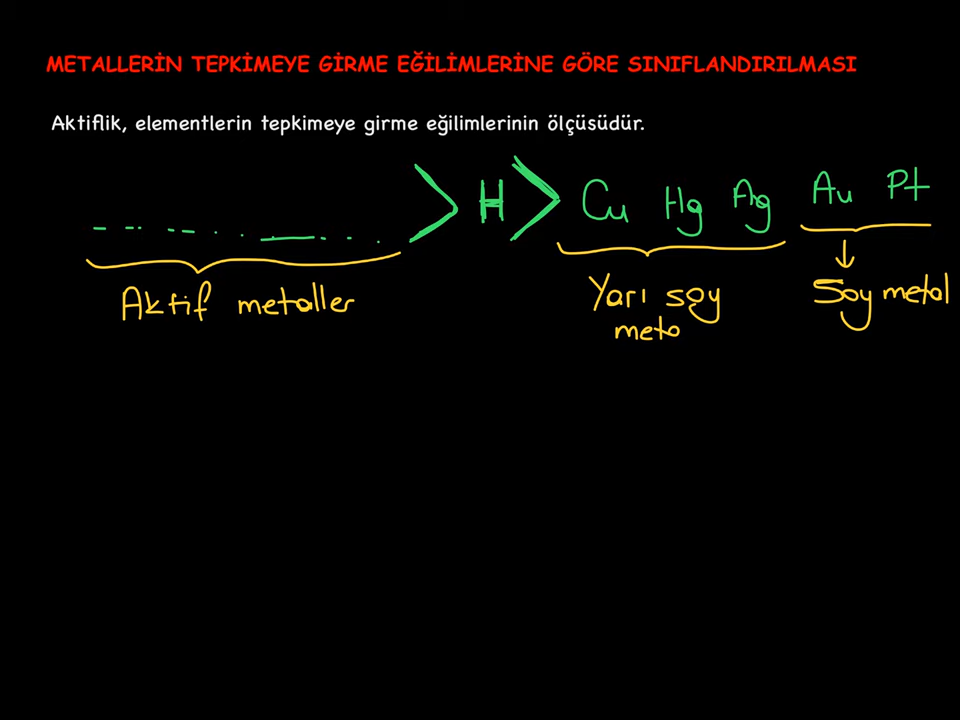 METALLERİN TEPKİMEYE GİRME EĞİLİMLERİNE GÖRE SINIFLANDIRILMASI
Aktiflik, elementlerin tepkimeye girme eğilimlerinin ölçüsüdür.
> H > Cu Hg Ag Au Pt
Aktif metaller Yarı soy Soy metal
meta